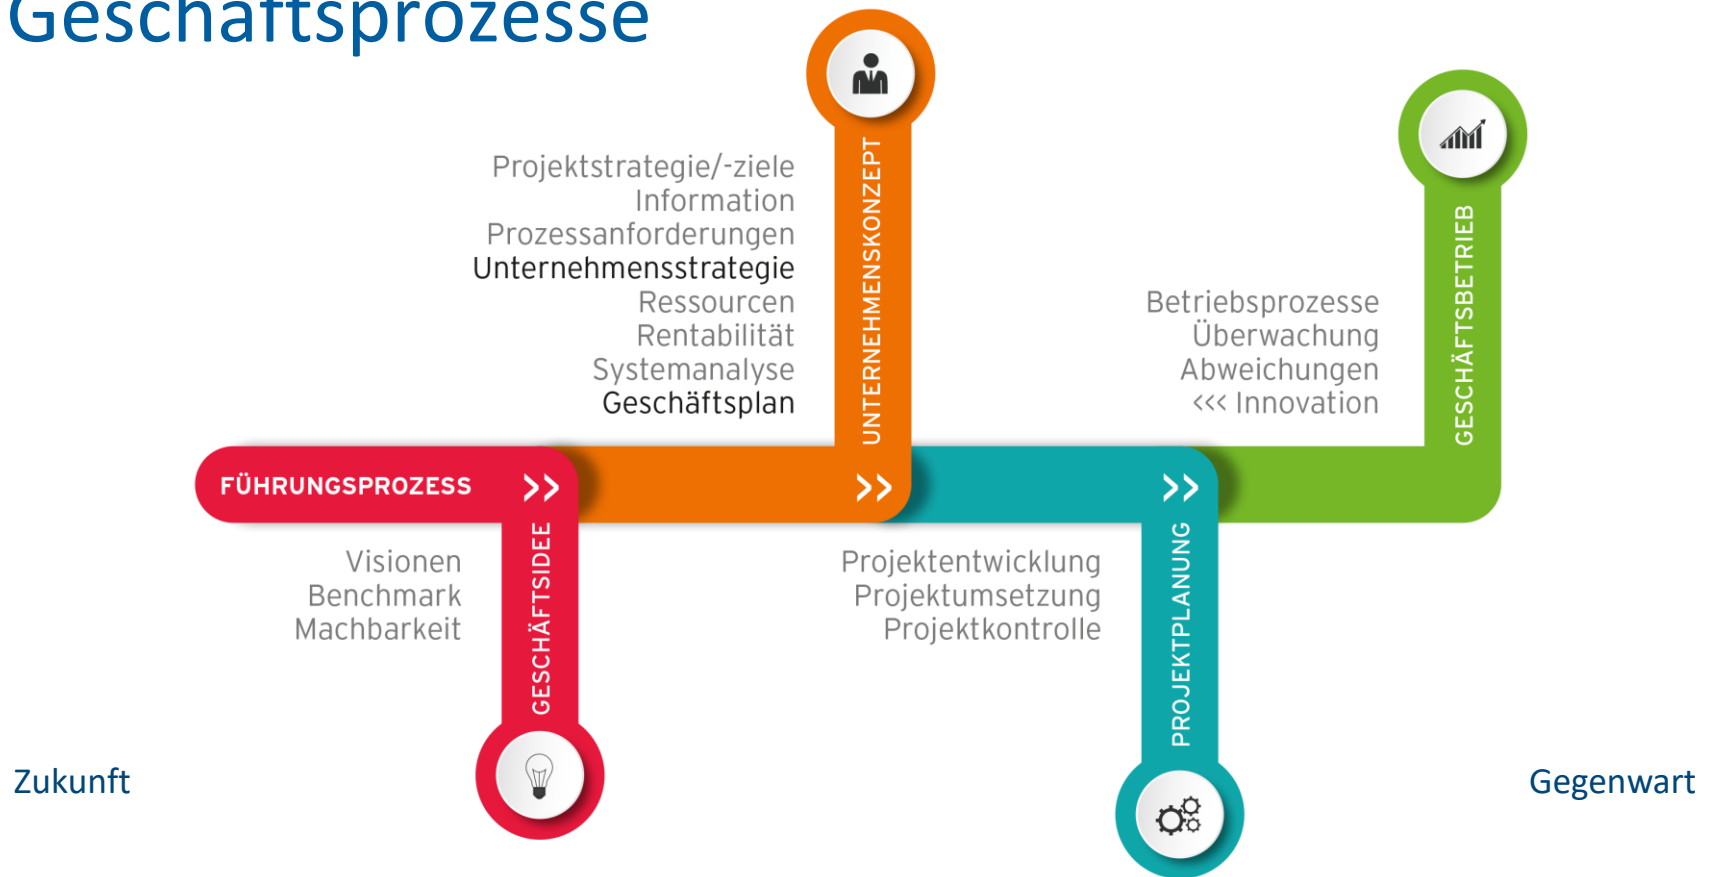 Geschäftsprozesse
Projektstrategie/-ziele
Information
Prozessanforderungen
Unternehmensstrategie
Ressourcen
Rentabilität
Systemanalyse
Geschäftsplan
UNTERNEHMENSKONZEPT
Betriebsprozesse
Überwachung
Abweichungen
<<< Innovation
GESCHÄFTSBETRIEB
FÜHRUNGSPROZESS >>
>>
>>
Visionen
Benchmark
Machbarkeit
GESCHÄFTSIDEE
Projektentwicklung
Projektumsetzung
Projektkontrolle
PROJEKTPLANUNG
Zukunft
Gegenwart